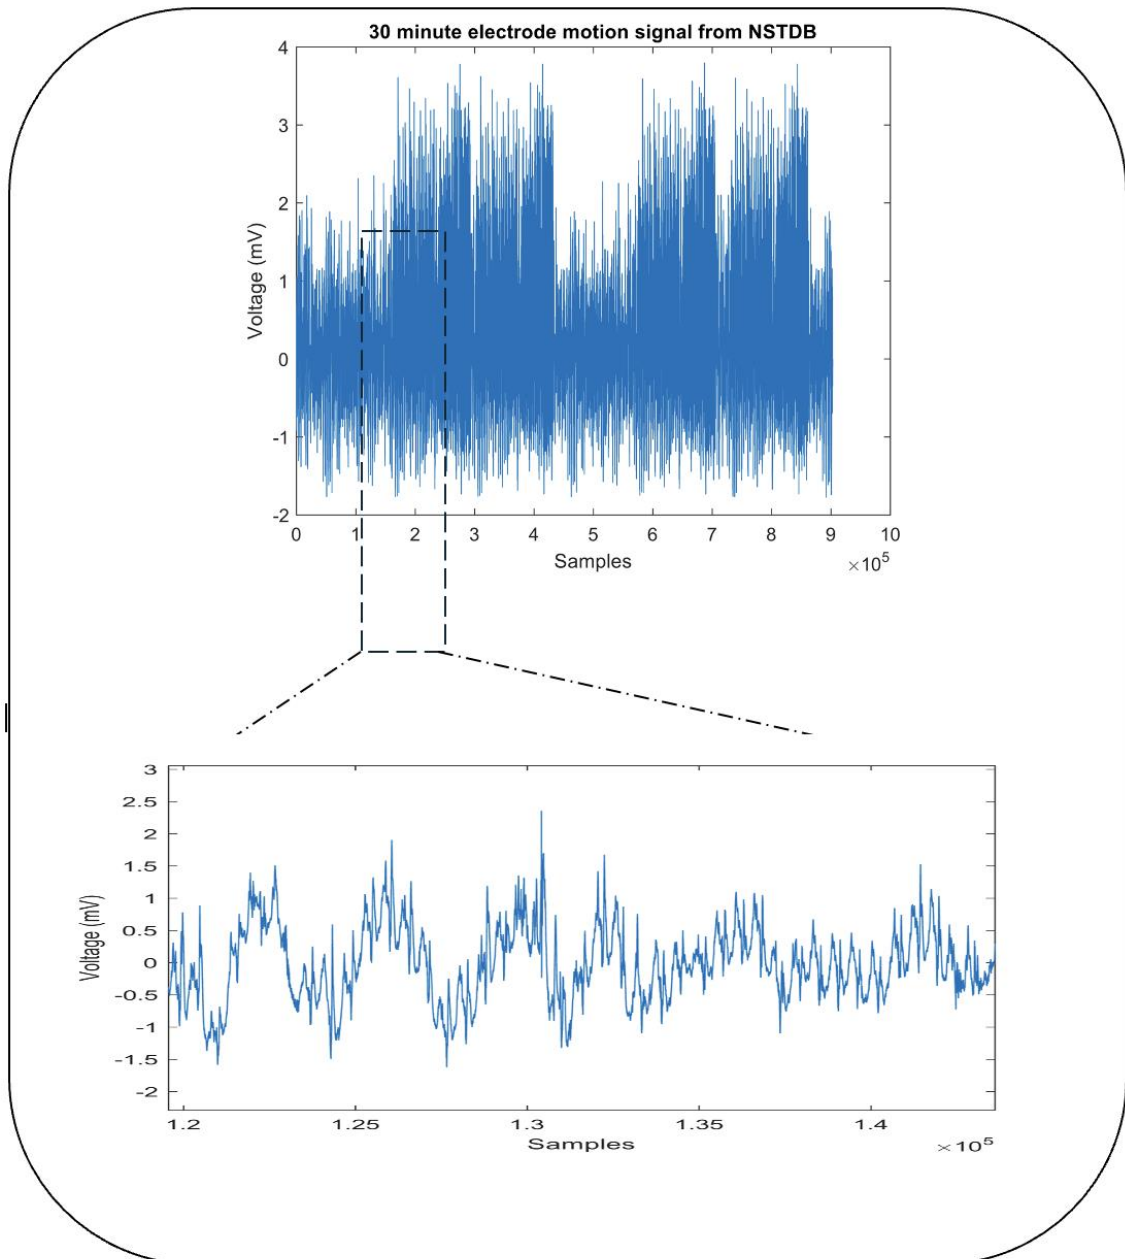 30 minute electrode motion signal from NSTDB
4
3
2
1
0
-1
-2
Voltage (mV)
0 1 2 3 4 5 6 7 8 9 10
Samples
×10^5
3
2.5
2
1.5
1
0.5
0
-0.5
-1
-1.5
-2
Voltage (mV)
1.2 1.25 1.3 1.35 1.4
Samples
×10^5